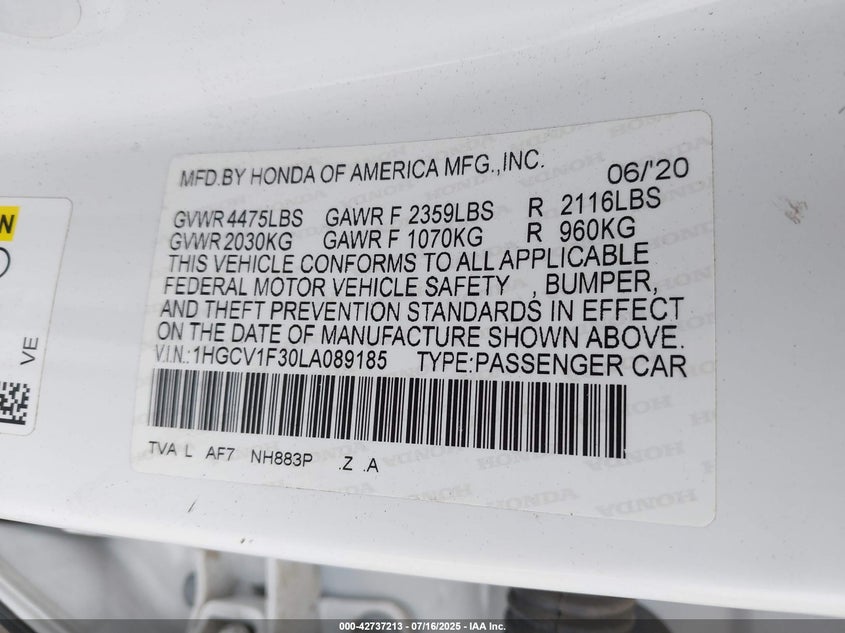 MFD.BY HONDA OF AMERICA MFG.,INC. 06/'20
GVWR 4475LBS GAWR F 2359LBS R 2116LBS
GVWR 2030KG GAWR F 1070KG R 960KG
THIS VEHICLE CONFORMS TO ALL APPLICABLE
FEDERAL MOTOR VEHICLE SAFETY , BUMPER,
AND THEFT PREVENTION STANDARDS IN EFFECT
ON THE DATE OF MANUFACTURE SHOWN ABOVE.
V.I.N.:1HGCV1F30LA089185 TYPE:PASSENGER CAR
TVA L AF7 NH883P .Z .A
N
VE
000-42737213 - 07/16/2025 - IAA Inc.